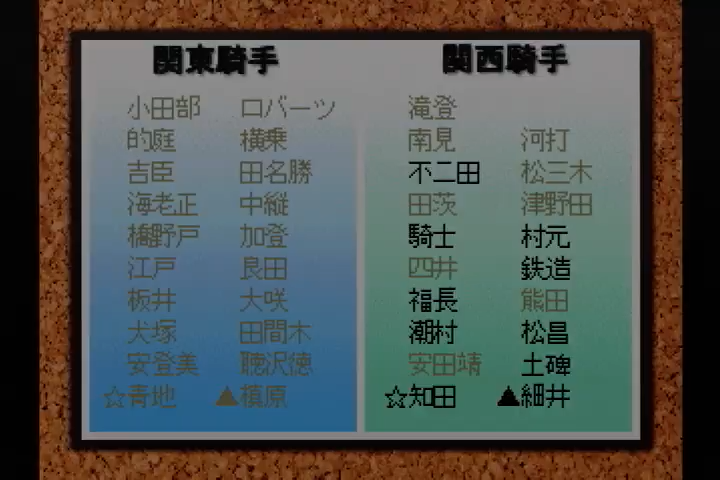 関東騎手
小田部 ロバーツ
的庭 横乗
吉臣 田名勝
海老正 中縦
橋野戸 加登
江戸 良田
板井 大咲
犬塚 田間木
安登美 聴沢徳
☆青地 ▲槙原
関西騎手
滝登
南見 河打
不二田 松三木
田茨 津野田
騎士 村元
四井 鉄造
福長 熊田
潮村 松昌
安田靖 土碑
☆知田 ▲細井